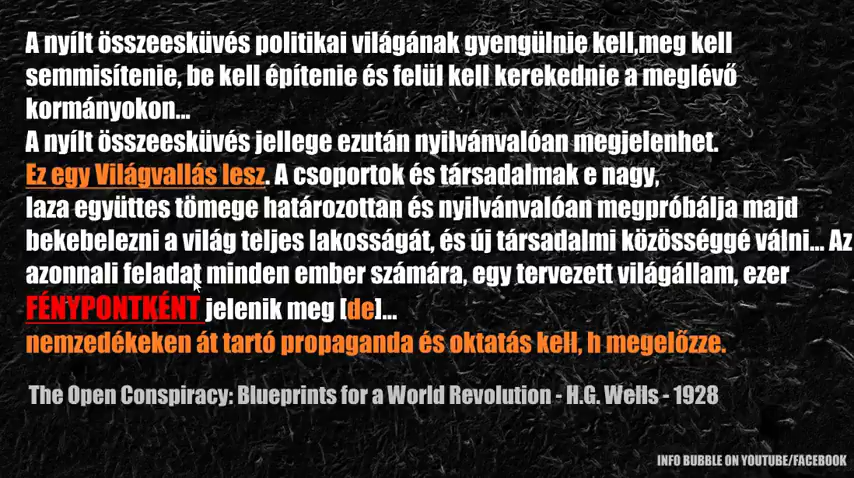 A nyílt összeesküvés politikai világának gyengülnie kell,meg kell
semmisítenie, be kell építenie és felül kell kerekednie a meglévő
kormányokon...
A nyílt összeesküvés jellege ezután nyilvánvalóan megjelenhet.
Ez egy Világvallás lesz. A csoportok és társadalmak e nagy,
laza együttes tömege határozottan és nyilvánvalóan megpróbálja majd
bekebelezni a világ teljes lakosságát, és új társadalmi közösséggé válni... Az
azonnali feladat minden ember számára, egy tervezett világállam, ezer
FÉNYPONTKÉNT jelenik meg [de]...
nemzedékeken át tartó propaganda és oktatás kell, h megelőzze.
The Open Conspiracy: Blueprints for a World Revolution - H.G. Wells - 1928
INFO BUBBLE ON YOUTUBE/FACEBOOK